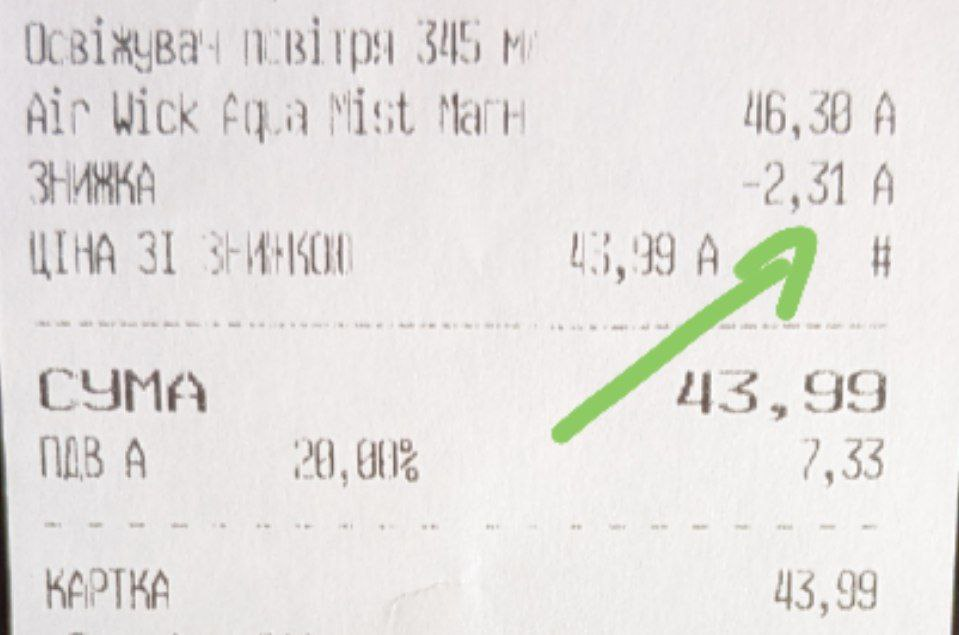 Освіжувач повітря 345 м
Air Wick Aqua Mist Магн 46,30 А
ЗНИЖКА -2,31 А
ЦІНА ЗІ ЗНИЖКОЮ 43,99 А #
СУМА 43,99
ПДВ А 20,00% 7,33
КАРТКА 43,99